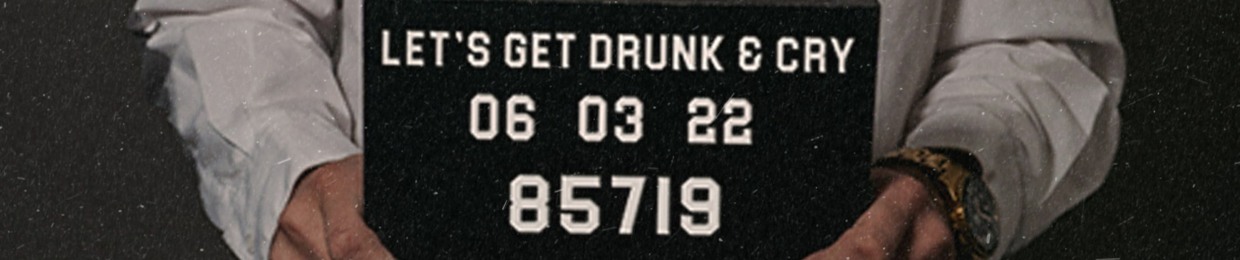 LET'S GET DRUNK & CRY
06 03 22
85719